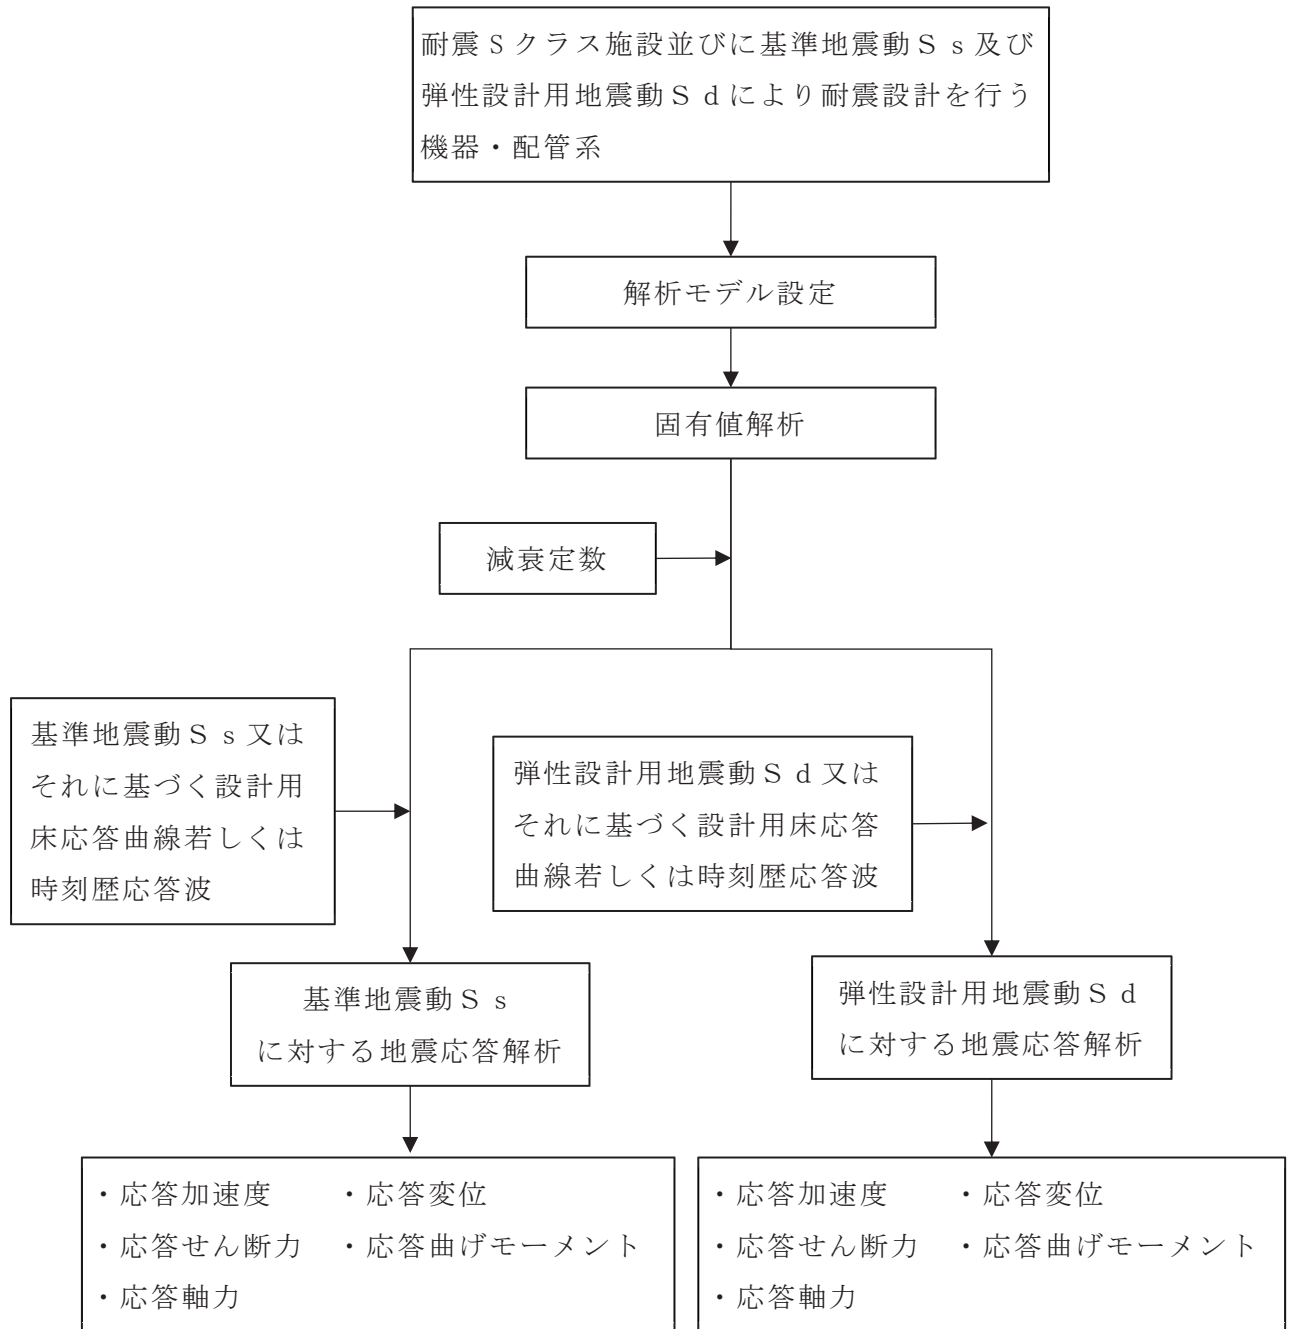 耐震Sクラス施設並びに基準地震動Ss及び
弾性設計用地震動Sdにより耐震設計を行う
機器・配管系
解析モデル設定
固有値解析
減衰定数
基準地震動Ss又は
それに基づく設計用
床応答曲線若しくは
時刻歴応答波
弾性設計用地震動Sd又は
それに基づく設計用床応答
曲線若しくは時刻歴応答波
基準地震動Ss
に対する地震応答解析
弾性設計用地震動Sd
に対する地震応答解析
・応答加速度 ・応答変位
・応答せん断力 ・応答曲げモーメント
・応答軸力
・応答加速度 ・応答変位
・応答せん断力 ・応答曲げモーメント
・応答軸力